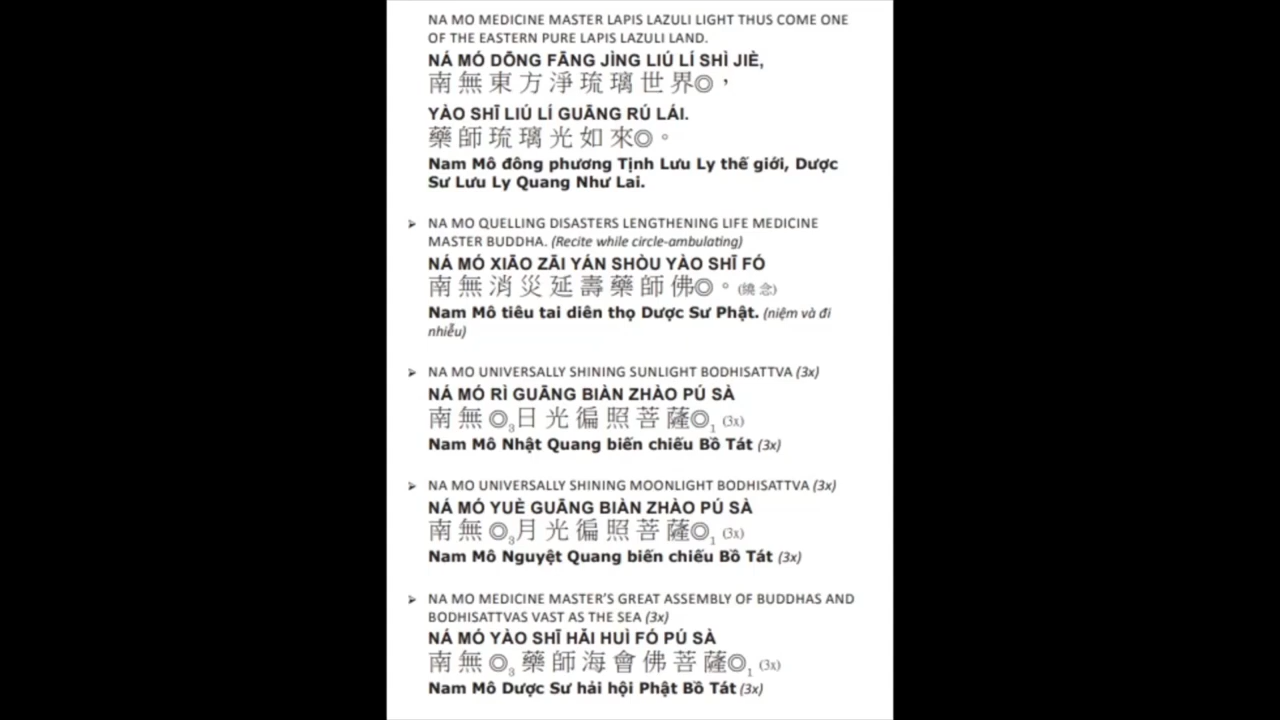 NA MO MEDICINE MASTER LAPIS LAZULI LIGHT THUS COME ONE
OF THE EASTERN PURE LAPIS LAZULI LAND.
NÁ MÓ DŌNG FĀNG JÌNG LIÚ LÍ SHÌ JIÈ,
南無東方淨琉璃世界◎，
YÀO SHĪ LIÚ LÍ GUĀNG RÚ LÁI.
藥師琉璃光如來◎。
Nam Mô đông phương Tịnh Lưu Ly thế giới, Dược
Sư Lưu Ly Quang Như Lai.
➢ NA MO QUELLING DISASTERS LENGTHENING LIFE MEDICINE
MASTER BUDDHA. (Recite while circle-ambulating)
NÁ MÓ XIĀO ZĀI YÁN SHÒU YÀO SHĪ FÓ
南無消災延壽藥師佛◎。(繞念)
Nam Mô tiêu tai diên thọ Dược Sư Phật. (niệm và đi
nhiễu)
➢ NA MO UNIVERSALLY SHINING SUNLIGHT BODHISATTVA (3x)
NÁ MÓ RÌ GUĀNG BIÀN ZHÀO PÚ SÀ
南無◎3日光徧照菩薩◎1 (3x)
Nam Mô Nhật Quang biến chiếu Bồ Tát (3x)
➢ NA MO UNIVERSALLY SHINING MOONLIGHT BODHISATTVA (3x)
NÁ MÓ YUÈ GUĀNG BIÀN ZHÀO PÚ SÀ
南無◎3月光徧照菩薩◎1 (3x)
Nam Mô Nguyệt Quang biến chiếu Bồ Tát (3x)
➢ NA MO MEDICINE MASTER'S GREAT ASSEMBLY OF BUDDHAS AND
BODHISATTVAS VAST AS THE SEA (3x)
NÁ MÓ YÀO SHĪ HǍI HUÌ FÓ PÚ SÀ
南無◎3藥師海會佛菩薩◎1 (3x)
Nam Mô Dược Sư hải hội Phật Bồ Tát (3x)